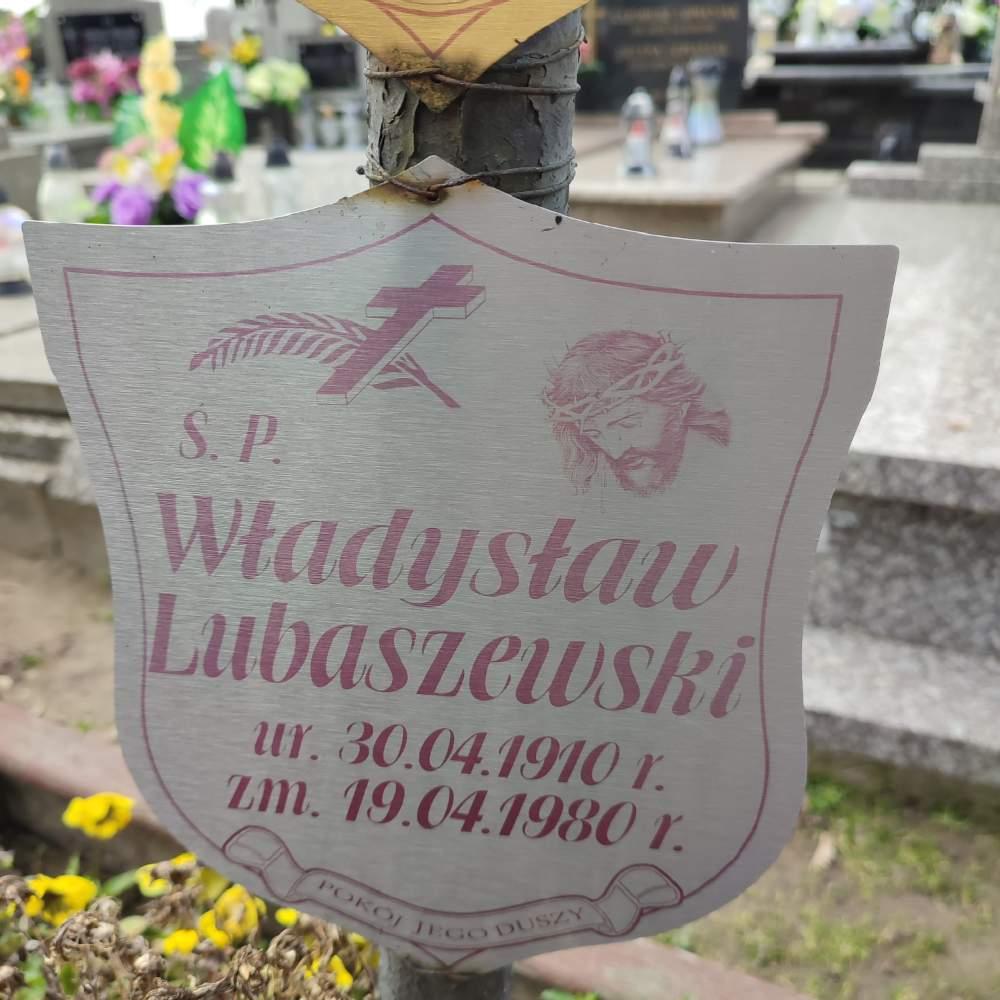 Ś. P.
Władysław
Lubaszewski
ur. 30.04.1910 r.
zm. 19.04.1980 r.
POKÓJ JEGO DUSZY